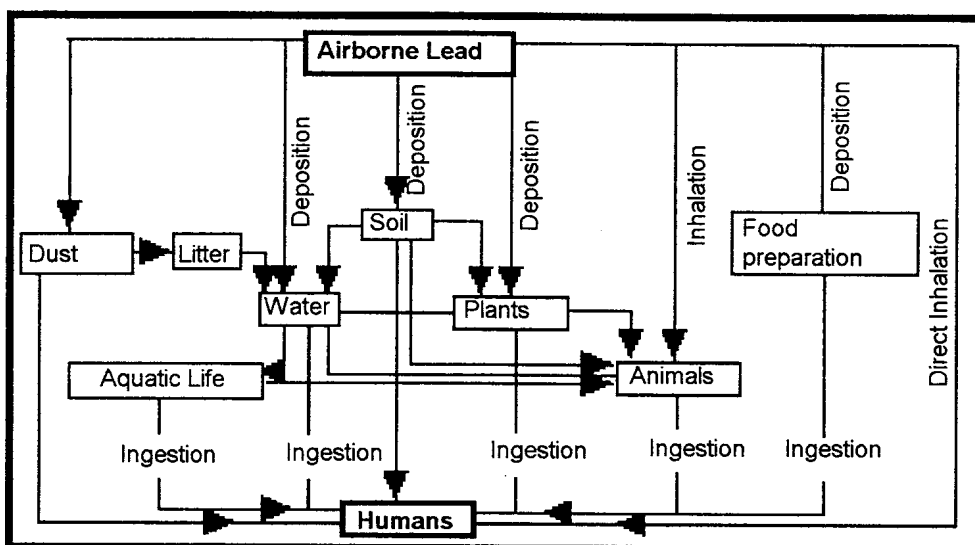 Airborne Lead
Deposition
Deposition
Deposition
Inhalation
Deposition
Direct Inhalation
Dust
Litter
Soil
Food
preparation
Water
Plants
Aquatic Life
Animals
Ingestion
Ingestion
Ingestion
Ingestion
Ingestion
Humans